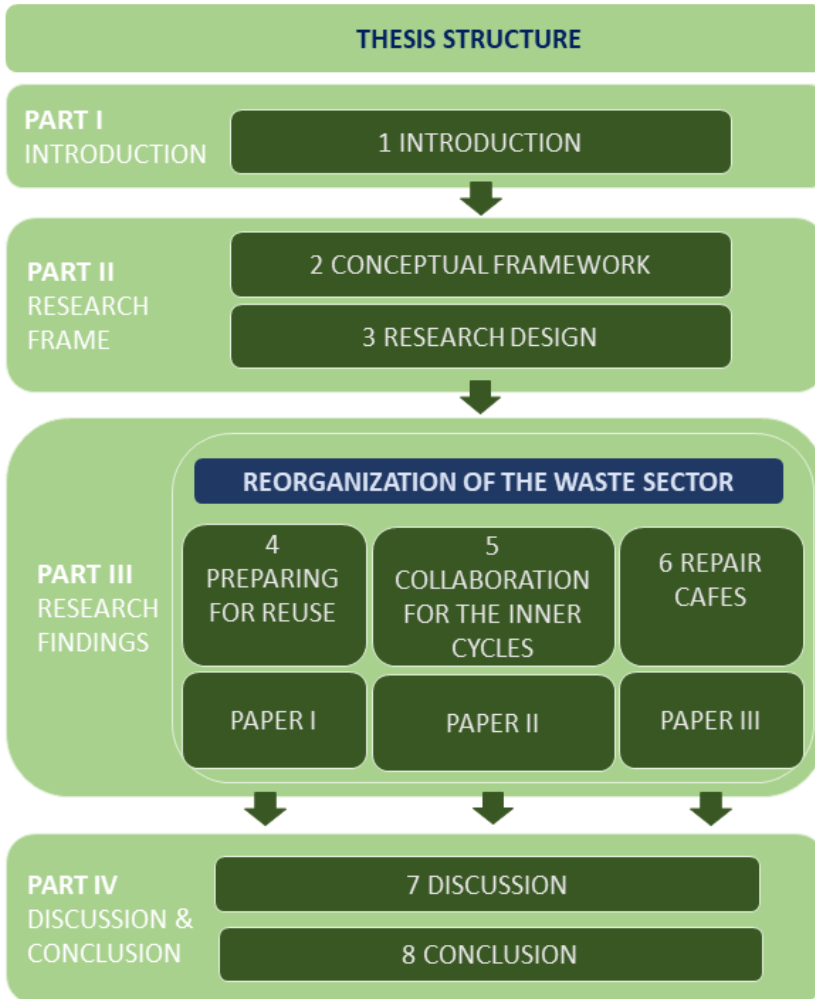 THESIS STRUCTURE
PART I
INTRODUCTION
1 INTRODUCTION
PART II
RESEARCH
FRAME
2 CONCEPTUAL FRAMEWORK
3 RESEARCH DESIGN
PART III
RESEARCH
FINDINGS
REORGANIZATION OF THE WASTE SECTOR
4
PREPARING
FOR REUSE
5
COLLABORATION
FOR THE INNER
CYCLES
6 REPAIR
CAFES
PAPER I
PAPER II
PAPER III
PART IV
DISCUSSION &
CONCLUSION
7 DISCUSSION
8 CONCLUSION